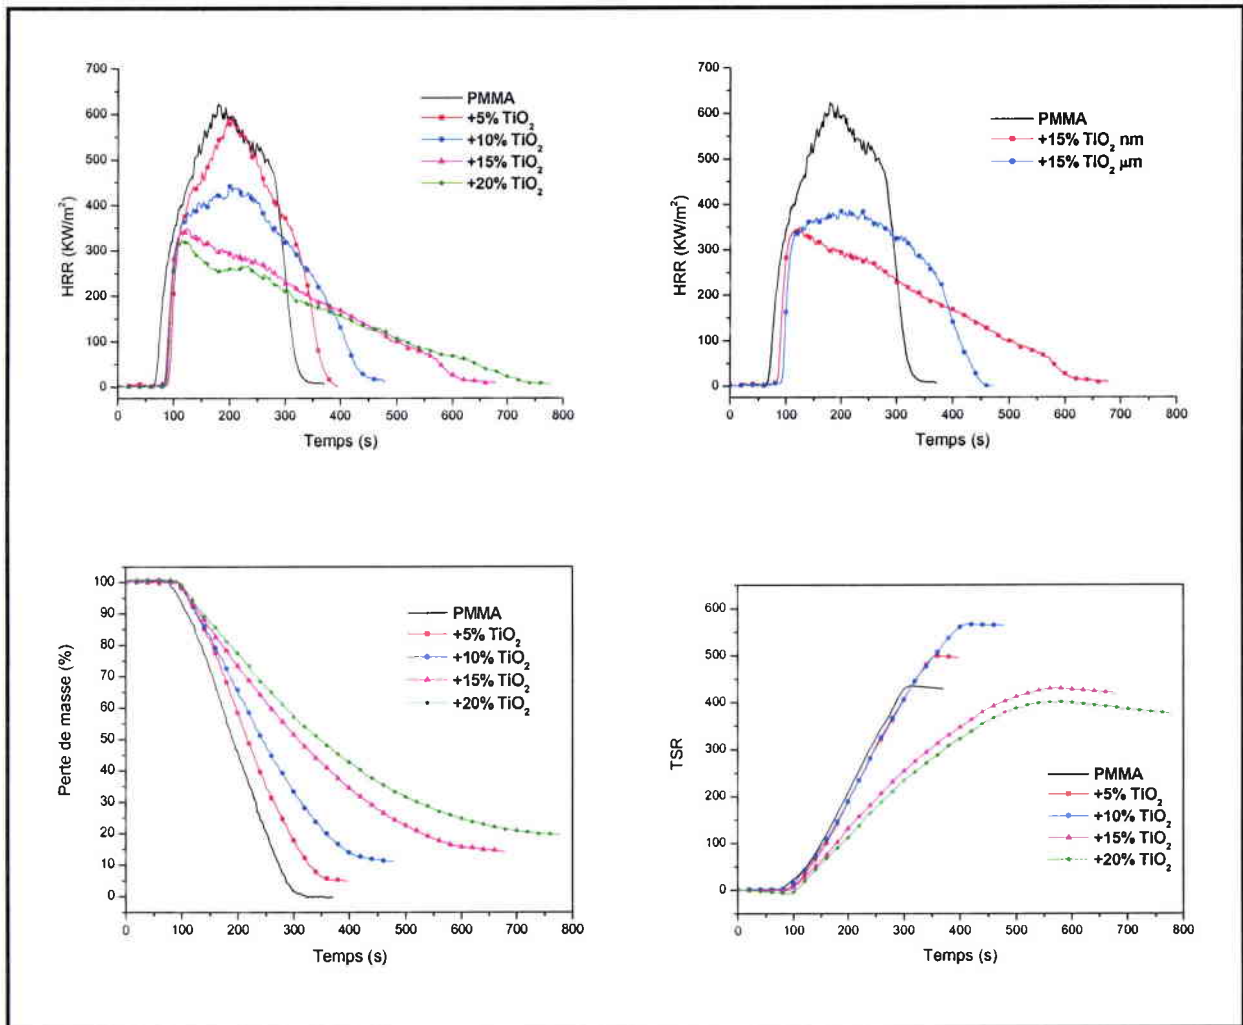 700
600
500
400
300
200
100
0
HRR (KW/m²)
PMMA
+5% TiO₂
+10% TiO₂
+15% TiO₂
+20% TiO₂
0 100 200 300 400 500 600 700 800
Temps (s)
700
600
500
400
300
200
100
0
HRR (KW/m²)
PMMA
+15% TiO₂ nm
+15% TiO₂ µm
0 100 200 300 400 500 600 700 800
Temps (s)
100
90
80
70
60
50
40
30
20
10
0
Perte de masse (%)
PMMA
+5% TiO₂
+10% TiO₂
+15% TiO₂
+20% TiO₂
0 100 200 300 400 500 600 700 800
Temps (s)
600
500
400
300
200
100
0
TSR
PMMA
+5% TiO₂
+10% TiO₂
+15% TiO₂
+20% TiO₂
0 100 200 300 400 500 600 700 800
Temps (s)